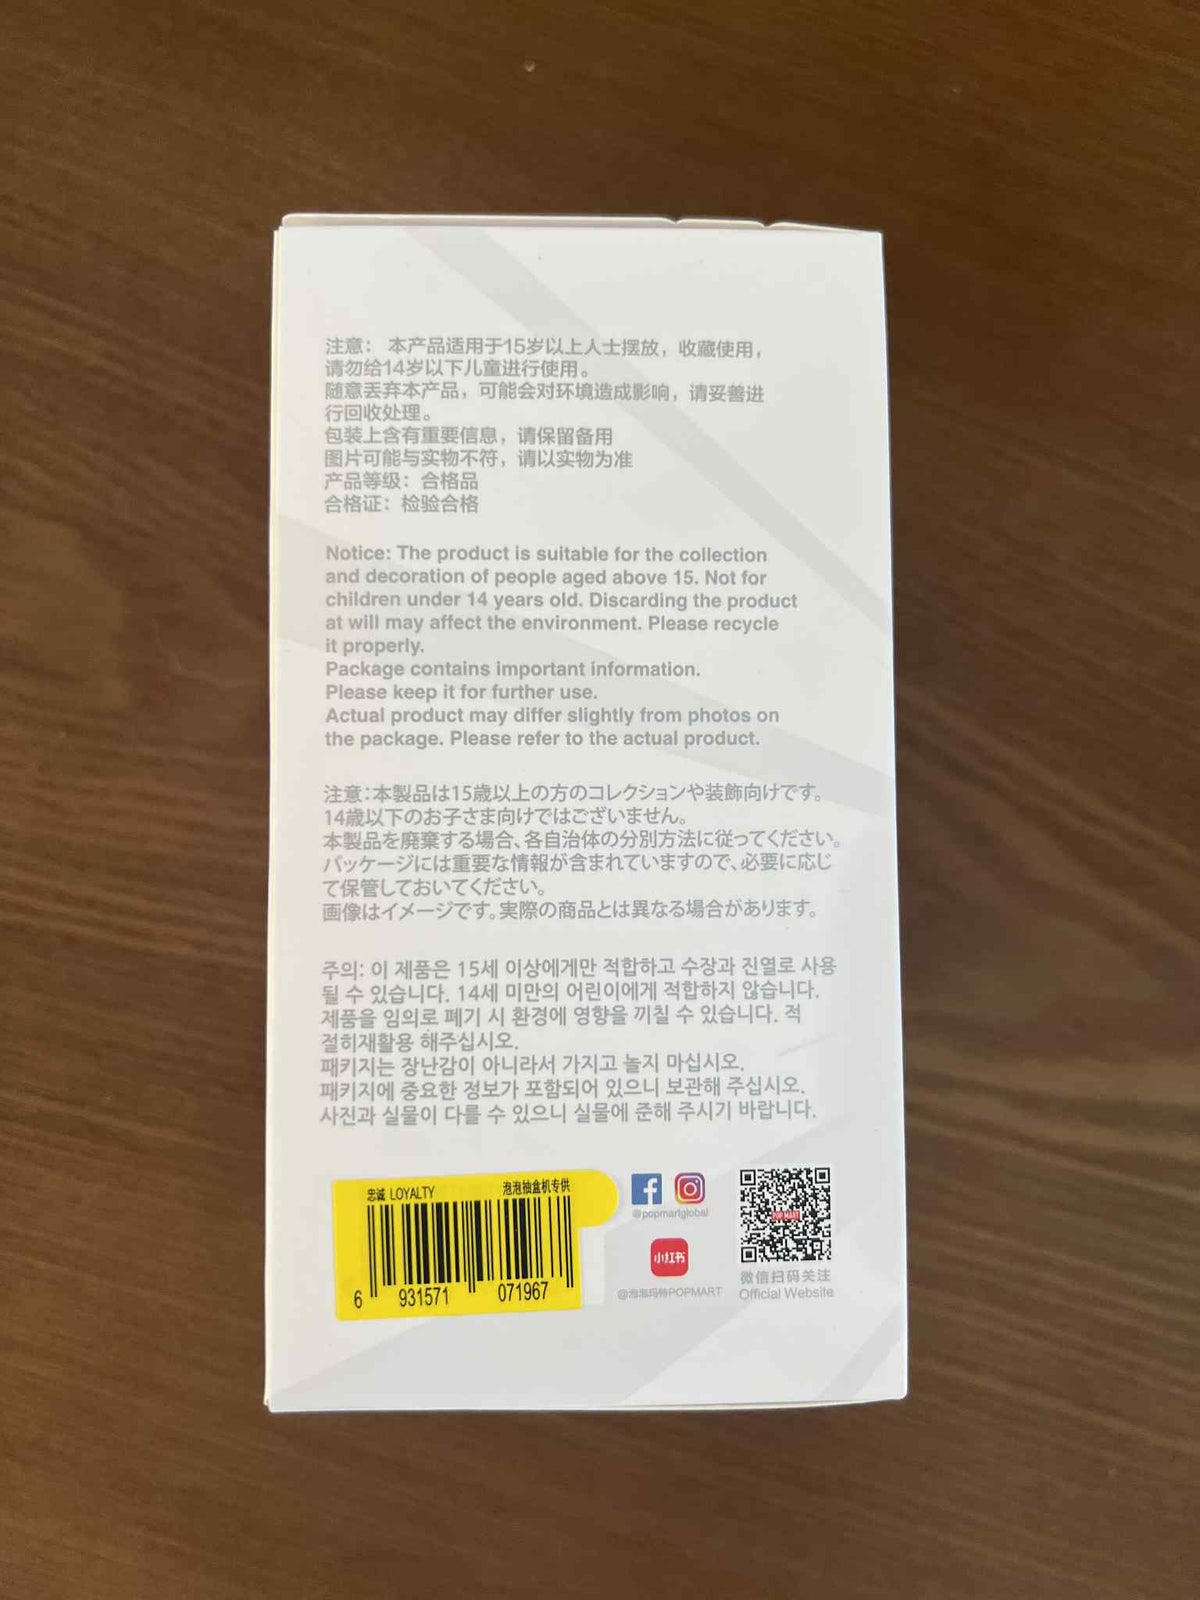 注意： 本产品适用于15岁以上人士摆放，收藏使用，
请勿给14岁以下儿童进行使用。
随意丢弃本产品，可能会对环境造成影响，请妥善进
行回收处理。
包装上含有重要信息，请保留备用
图片可能与实物不符，请以实物为准
产品等级：合格品
合格证：检验合格
Notice: The product is suitable for the collection
and decoration of people aged above 15. Not for
children under 14 years old. Discarding the product
at will may affect the environment. Please recycle
it properly.
Package contains important information.
Please keep it for further use.
Actual product may differ slightly from photos on
the package. Please refer to the actual product.
注意：本製品は15歳以上の方のコレクションや装飾向けです。
14歳以下のお子さま向けではございません。
本製品を廃棄する場合、各自治体の分別方法に従ってください。
パッケージには重要な情報が含まれていますので、必要に応じ
て保管しておいてください。
画像はイメージです。実際の商品とは異なる場合があります。
주의: 이 제품은 15세 이상에게만 적합하고 수장과 진열로 사용
될 수 있습니다. 14세 미만의 어린이에게 적합하지 않습니다.
제품을 임의로 폐기 시 환경에 영향을 끼칠 수 있습니다. 적
절히재활용 해주십시오.
패키지는 장난감이 아니라서 가지고 놀지 마십시오.
패키지에 중요한 정보가 포함되어 있으니 보관해 주십시오.
사진과 실물이 다를 수 있으니 실물에 준해 주시기 바랍니다.
忠诚 LOYALTY 泡泡抽盒机专供
6 931571 071967
@popmartglobal
小红书
@泡泡玛特POPMART
POP MART
微信扫码关注
Official Website